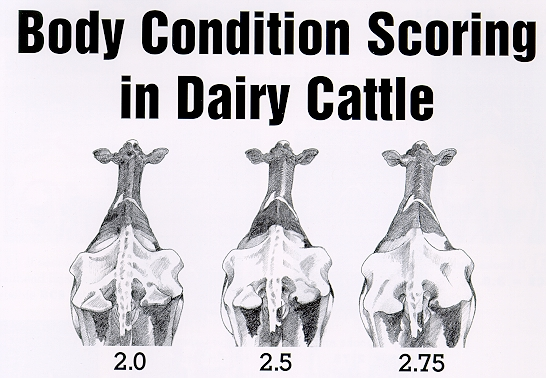 Body Condition Scoring
in Dairy Cattle
2.0 2.5 2.75